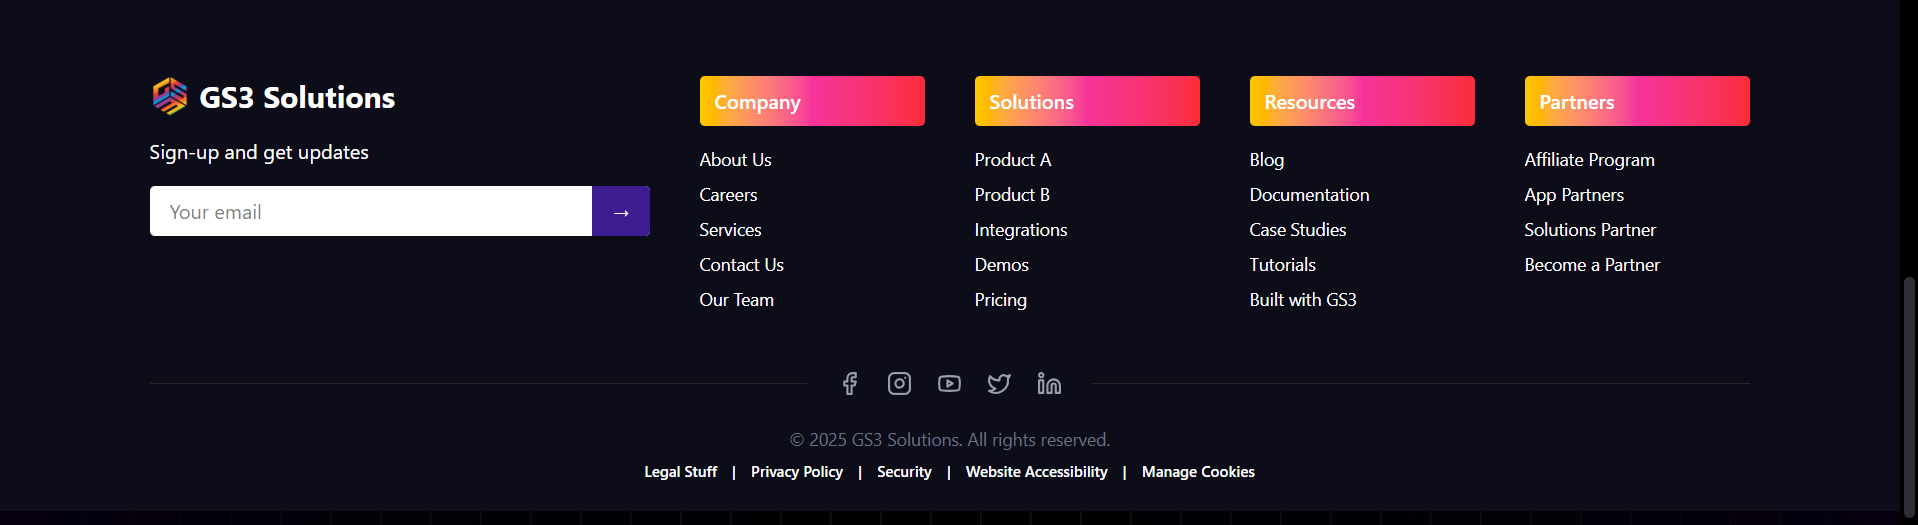 GS3 Solutions
Sign-up and get updates
Your email
→
Company
About Us
Careers
Services
Contact Us
Our Team
Solutions
Product A
Product B
Integrations
Demos
Pricing
Resources
Blog
Documentation
Case Studies
Tutorials
Built with GS3
Partners
Affiliate Program
App Partners
Solutions Partner
Become a Partner
© 2025 GS3 Solutions. All rights reserved.
Legal Stuff | Privacy Policy | Security | Website Accessibility | Manage Cookies